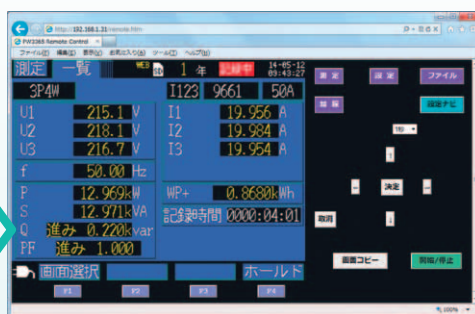 http://192.168.1.31/remote.htm
PW3360 Remote Control
ファイル(F) 編集(E) 表示(V) お気に入り(A) ツール(T) ヘルプ(H)
測定 一覧 SD 1 年 記録中 14-05-12
09:43:27
3P4W I123 9661 50A
U1 215.1 V I1 19.956 A
U2 218.1 V I2 19.984 A
U3 216.7 V I3 19.954 A
f 50.00 Hz
P 12.969kW WP+ 0.8680kWh
S 12.971kVA
Q 進み 0.220kvar 記録時間 0000:04:01
PF 進み 1.000
画面選択 ホールド
F1 F2 F3 F4
測定 設定 ファイル
設定ナビ
↑
← 決定 →
取消 ↓
画面コピー 開始/停止
100%